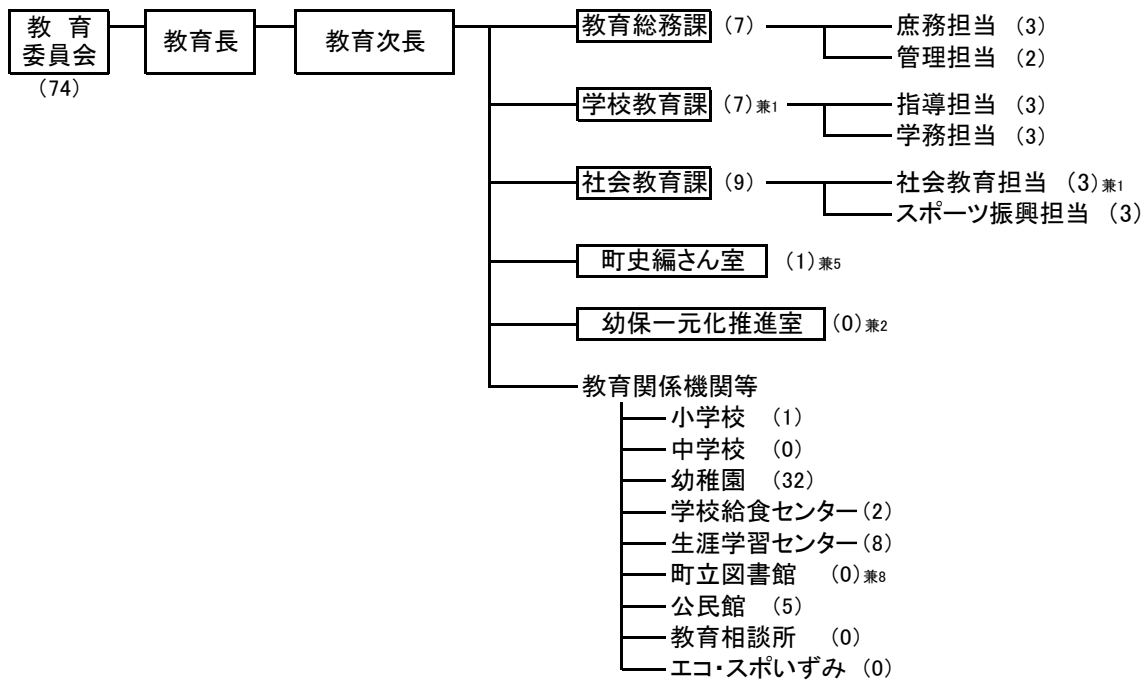 教 育
委員会
(74)
教育長
教育次長
教育総務課 (7)
庶務担当 (3)
管理担当 (2)
学校教育課 (7)兼1
指導担当 (3)
学務担当 (3)
社会教育課 (9)
社会教育担当 (3)兼1
スポーツ振興担当 (3)
町史編さん室 (1)兼5
幼保一元化推進室 (0)兼2
教育関係機関等
小学校 (1)
中学校 (0)
幼稚園 (32)
学校給食センター(2)
生涯学習センター(8)
町立図書館 (0)兼8
公民館 (5)
教育相談所 (0)
エコ・スポいずみ (0)